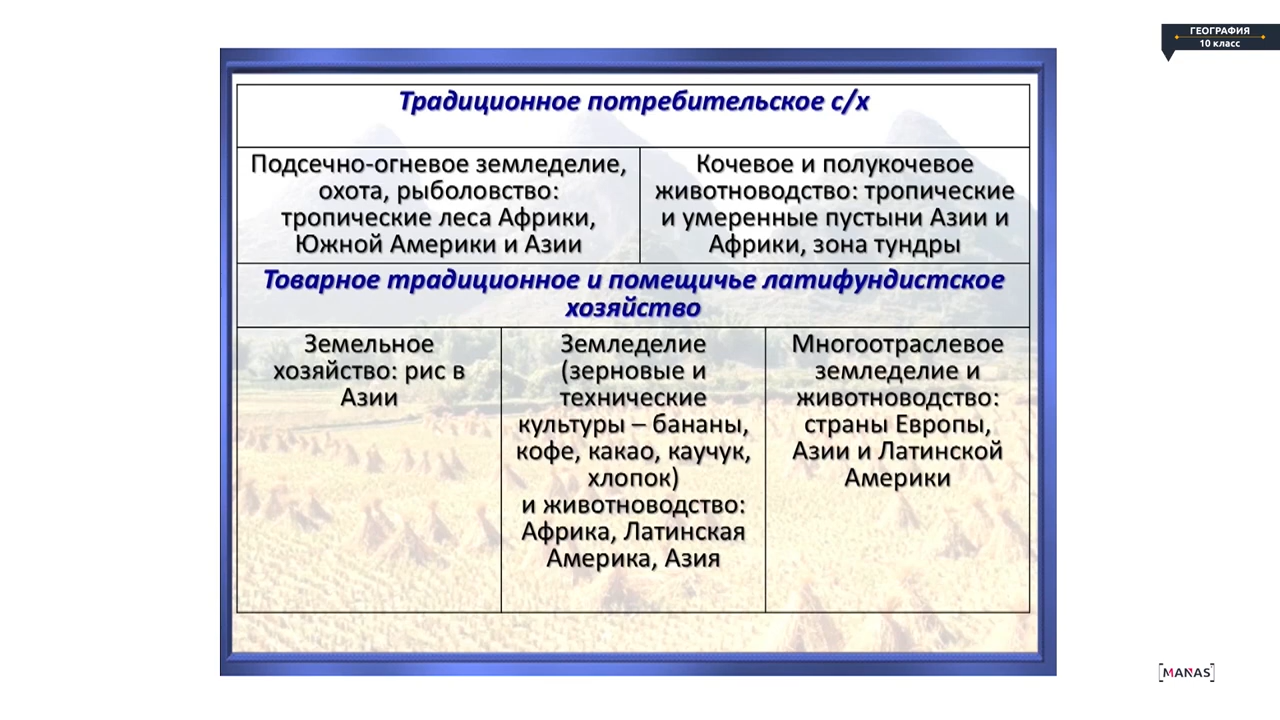 ГЕОГРАФИЯ
10 класс
Традиционное потребительское с/х
Подсечно-огневое земледелие,
охота, рыболовство:
тропические леса Африки,
Южной Америки и Азии
Кочевое и полукочевое
животноводство: тропические
и умеренные пустыни Азии и
Африки, зона тундры
Товарное традиционное и помещичье латифундистское
хозяйство
Земельное
хозяйство: рис в
Азии
Земледелие
(зерновые и
технические
культуры – бананы,
кофе, какао, каучук,
хлопок)
и животноводство:
Африка, Латинская
Америка, Азия
Многоотраслевое
земледелие и
животноводство:
страны Европы,
Азии и Латинской
Америки
[MANAS]